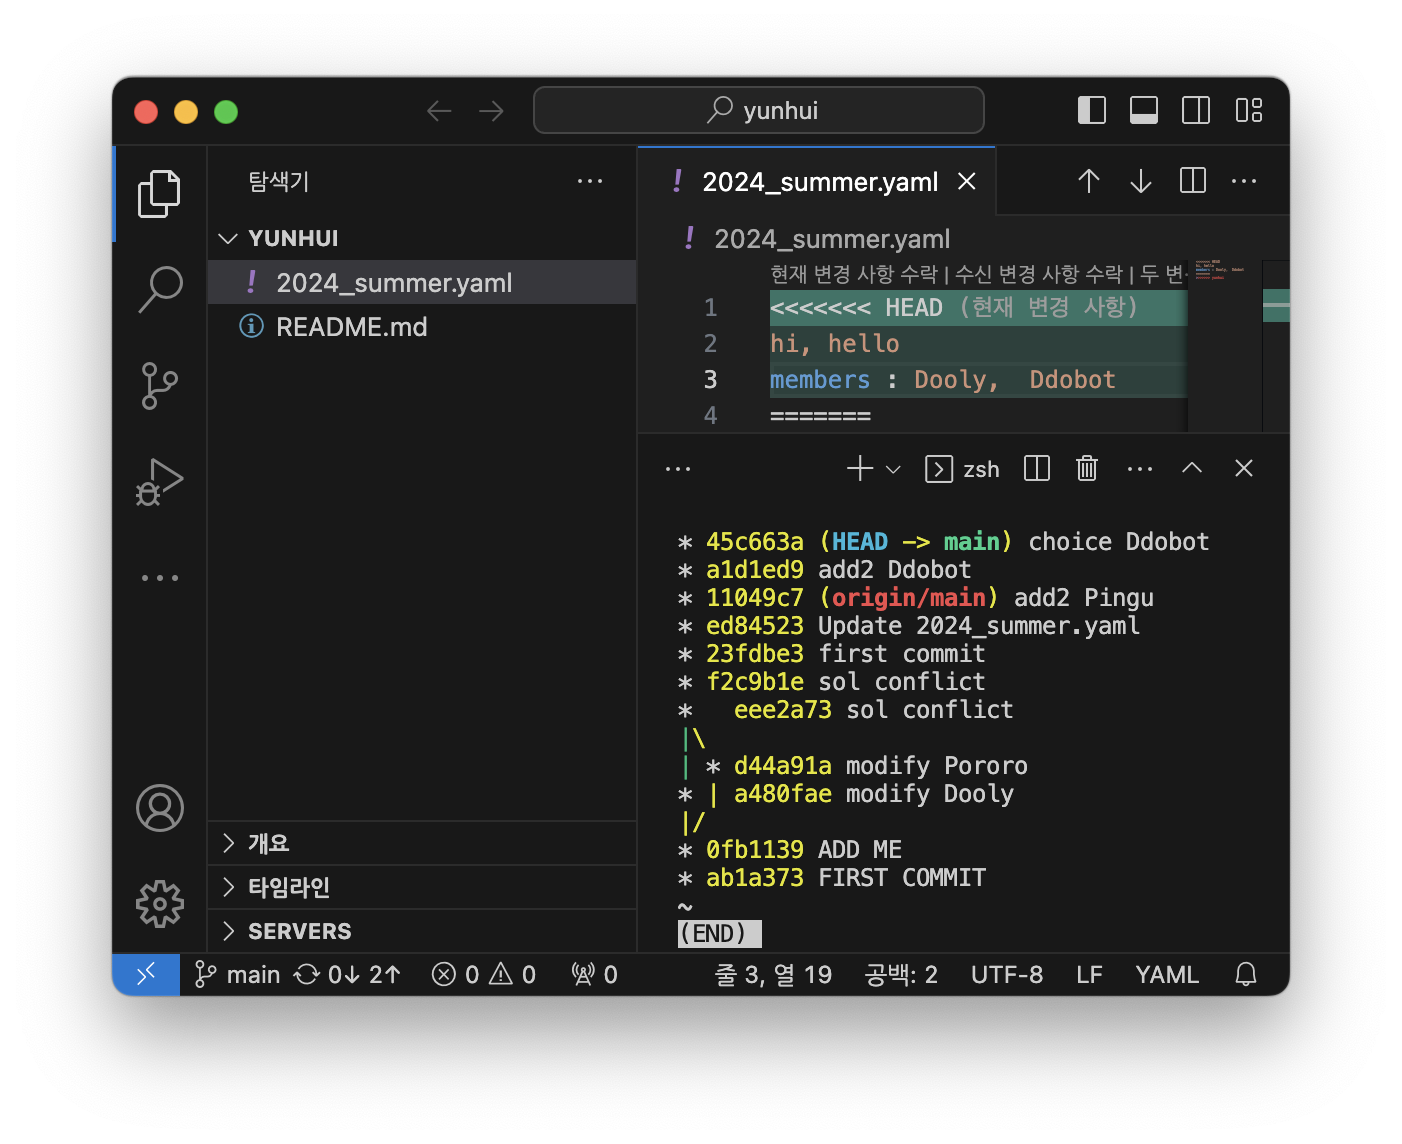 yunhui
탐색기
YUNHUI
! 2024_summer.yaml
README.md
개요
타임라인
SERVERS
! 2024_summer.yaml
! 2024_summer.yaml
현재 변경 사항 수락 | 수신 변경 사항 수락 | 두 변
1 <<<<<<< HEAD (현재 변경 사항)
2 hi, hello
3 members : Dooly,  Ddobot
4 =======
zsh
* 45c663a (HEAD -> main) choice Ddobot
* a1d1ed9 add2 Ddobot
* 11049c7 (origin/main) add2 Pingu
* ed84523 Update 2024_summer.yaml
* 23fdbe3 first commit
* f2c9b1e sol conflict
*   eee2a73 sol conflict
|\
| * d44a91a modify Pororo
* | a480fae modify Dooly
|/
* 0fb1139 ADD ME
* ab1a373 FIRST COMMIT
~
(END)
main 0↓ 2↑ 0 0 0 줄 3, 열 19 공백: 2 UTF-8 LF YAML